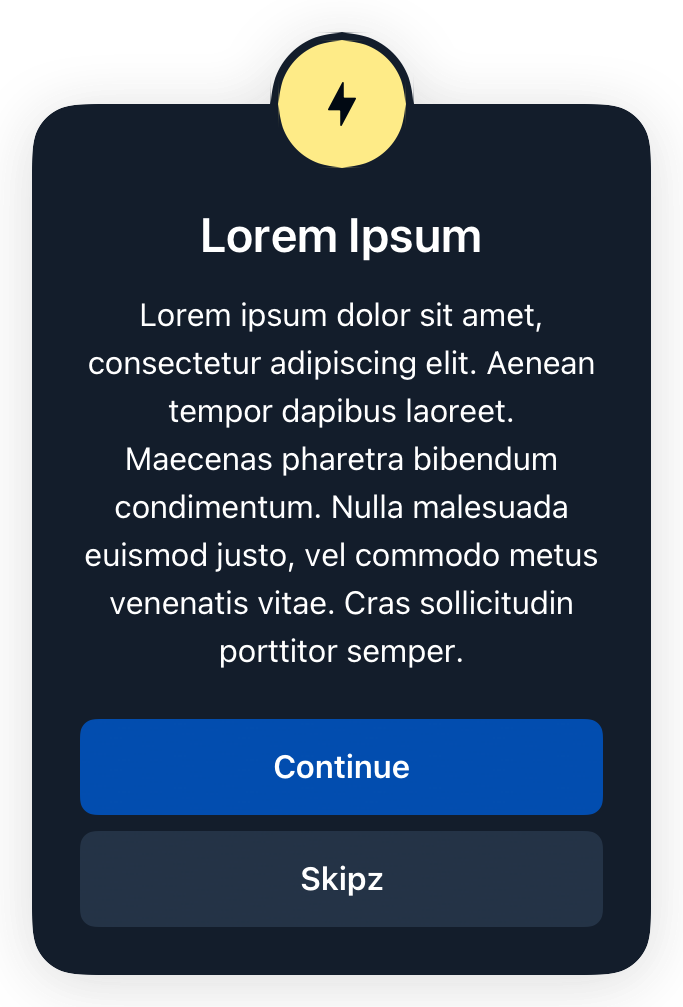 Lorem Ipsum
Lorem ipsum dolor sit amet,
consectetur adipiscing elit. Aenean
tempor dapibus laoreet.
Maecenas pharetra bibendum
condimentum. Nulla malesuada
euismod justo, vel commodo metus
venenatis vitae. Cras sollicitudin
porttitor semper.
Continue
Skipz